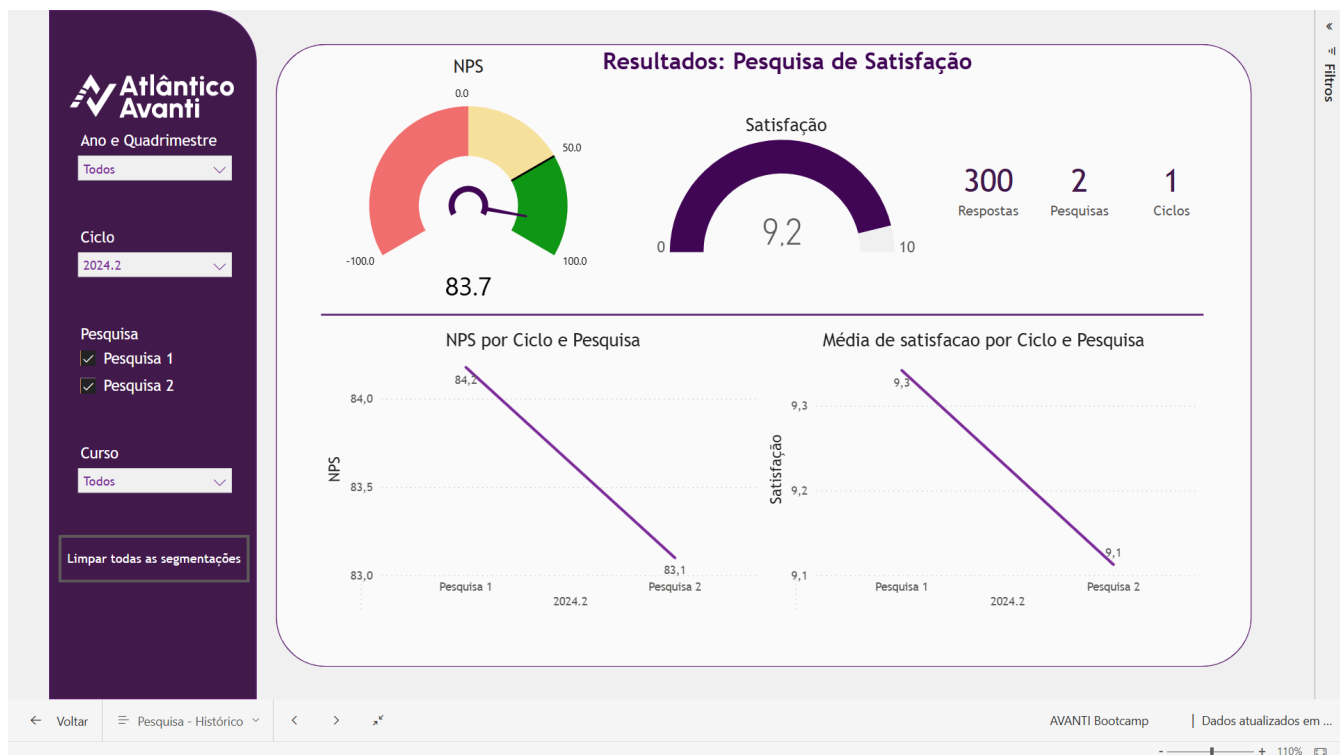 Atlântico
Avanti
Ano e Quadrimestre
Todos
Ciclo
2024.2
Pesquisa
Pesquisa 1
Pesquisa 2
Curso
Todos
Limpar todas as segmentações
Resultados: Pesquisa de Satisfação
NPS
0.0
50.0
-100.0
100.0
83.7
Satisfação
0
9,2
10
300
Respostas
2
Pesquisas
1
Ciclos
NPS por Ciclo e Pesquisa
NPS
84,0
83,5
83,0
84,2
83,1
Pesquisa 1
Pesquisa 2
2024.2
Média de satisfacao por Ciclo e Pesquisa
Satisfação
9,3
9,2
9,1
9,3
9,1
Pesquisa 1
Pesquisa 2
2024.2
Filtros
Voltar
Pesquisa - Histórico
AVANTI Bootcamp
| Dados atualizados em ...
- + 110%